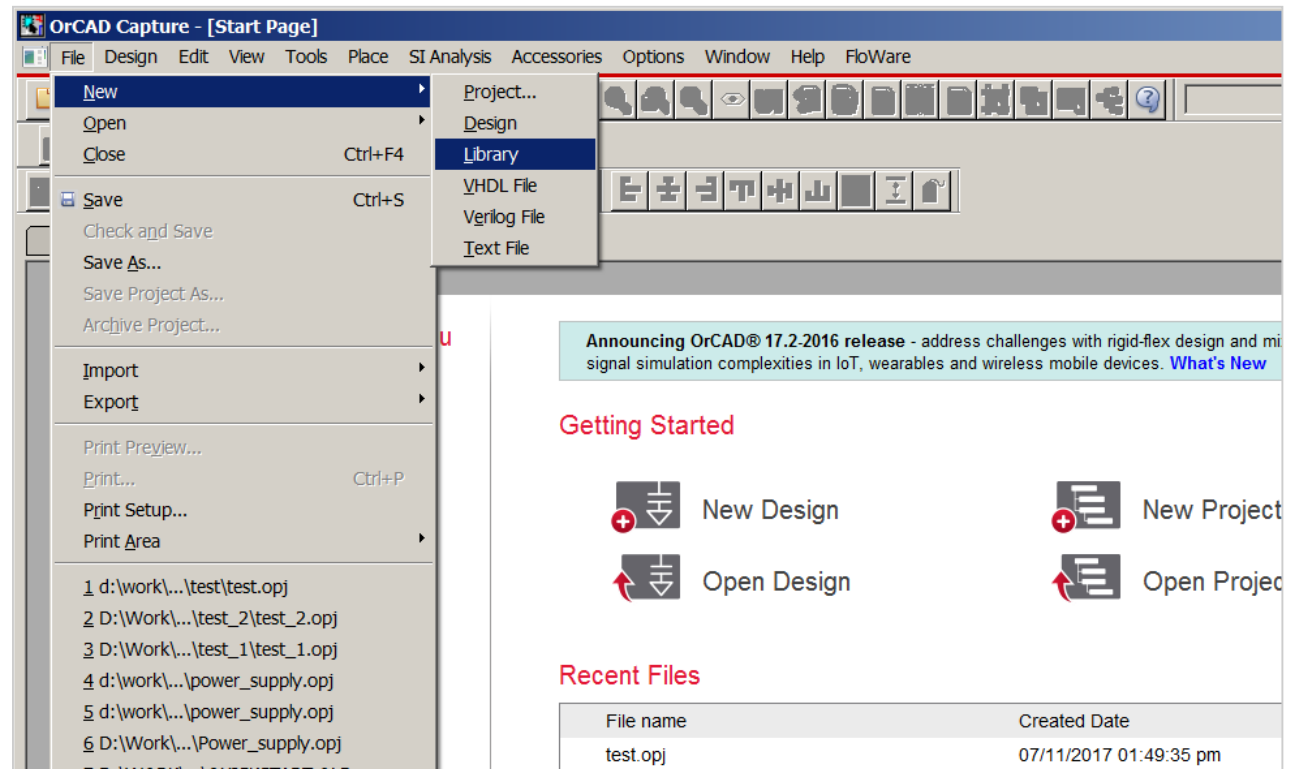 OrCAD Capture - [Start Page]
File Design Edit View Tools Place SI Analysis Accessories Options Window Help FloWare
New
Open
Close Ctrl+F4
Save Ctrl+S
Check and Save
Save As...
Save Project As...
Archive Project...
Import
Export
Print Preview...
Print... Ctrl+P
Print Setup...
Print Area
1 d:\work\...\test\test.opj
2 D:\Work\...\test_2\test_2.opj
3 D:\Work\...\test_1\test_1.opj
4 d:\work\...\power_supply.opj
5 d:\work\...\power_supply.opj
6 D:\Work\...\Power_supply.opj
Project...
Design
Library
VHDL File
Verilog File
Text File
u
Announcing OrCAD® 17.2-2016 release - address challenges with rigid-flex design and mi
signal simulation complexities in IoT, wearables and wireless mobile devices. What's New
Getting Started
New Design New Project
Open Design Open Projec
Recent Files
File name Created Date
test.opj 07/11/2017 01:49:35 pm